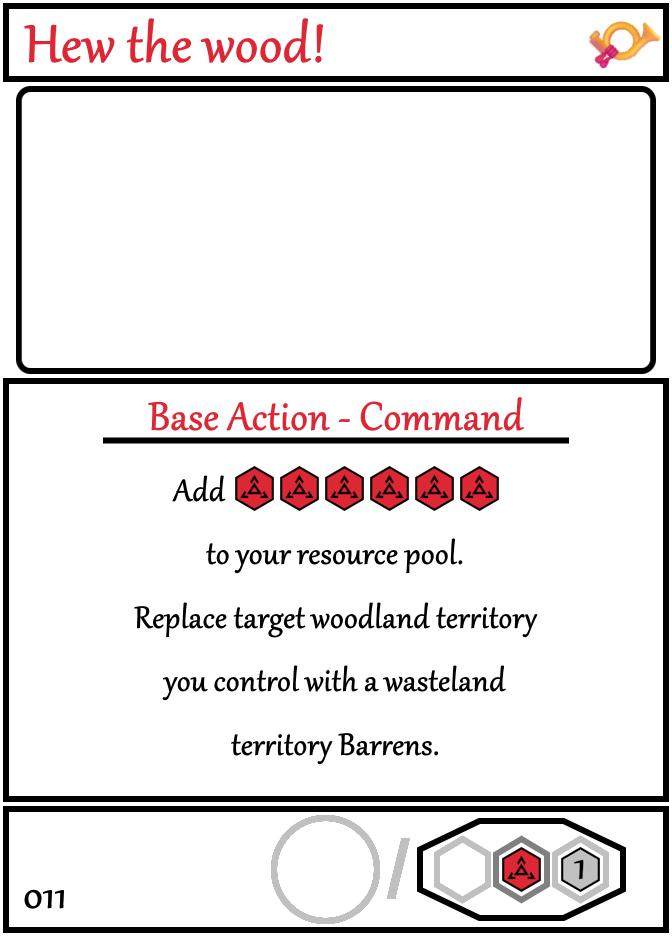 Hew the wood!
Base Action - Command
Add
to your resource pool.
Replace target woodland territory
you control with a wasteland
territory Barrens.
/
1
011